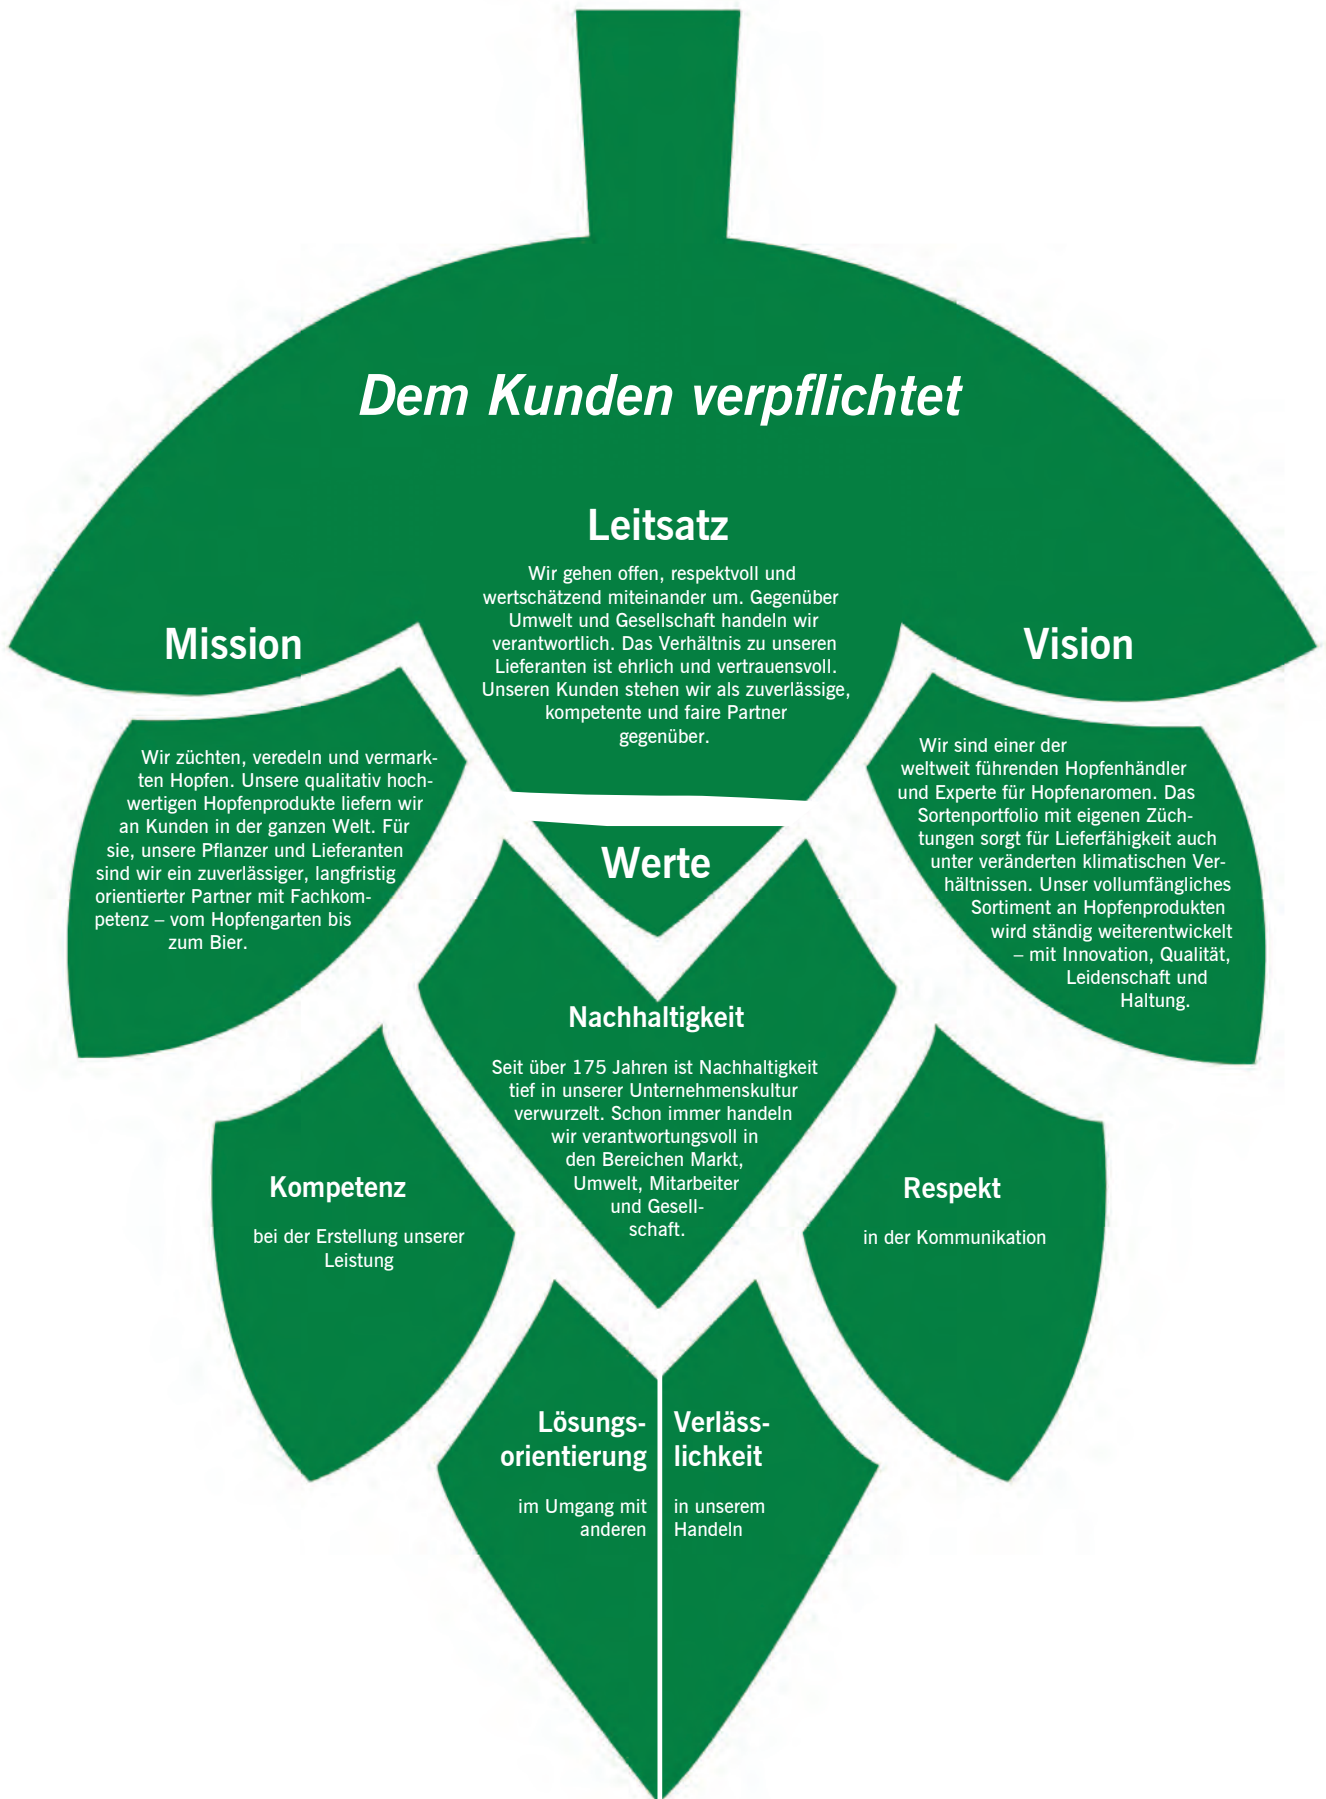 Dem Kunden verpflichtet
Leitsatz
Wir gehen offen, respektvoll und
wertschätzend miteinander um. Gegenüber
Umwelt und Gesellschaft handeln wir
verantwortlich. Das Verhältnis zu unseren
Lieferanten ist ehrlich und vertrauensvoll.
Unseren Kunden stehen wir als zuverlässige,
kompetente und faire Partner
gegenüber.
Mission
Wir züchten, veredeln und vermark-
ten Hopfen. Unsere qualitativ hoch-
wertigen Hopfenprodukte liefern wir
an Kunden in der ganzen Welt. Für
sie, unsere Pflanzer und Lieferanten
sind wir ein zuverlässiger, langfristig
orientierter Partner mit Fachkom-
petenz – vom Hopfengarten bis
zum Bier.
Vision
Wir sind einer der
weltweit führenden Hopfenhändler
und Experte für Hopfenaromen. Das
Sortenportfolio mit eigenen Züch-
tungen sorgt für Lieferfähigkeit auch
unter veränderten klimatischen Ver-
hältnissen. Unser vollumfängliches
Sortiment an Hopfenprodukten
wird ständig weiterentwickelt
– mit Innovation, Qualität,
Leidenschaft und
Haltung.
Werte
Nachhaltigkeit
Seit über 175 Jahren ist Nachhaltigkeit
tief in unserer Unternehmenskultur
verwurzelt. Schon immer handeln
wir verantwortungsvoll in
den Bereichen Markt,
Umwelt, Mitarbeiter
und Gesell-
schaft.
Kompetenz
bei der Erstellung unserer
Leistung
Respekt
in der Kommunikation
Lösungs-
orientierung
im Umgang mit
anderen
Verläss-
lichkeit
in unserem
Handeln